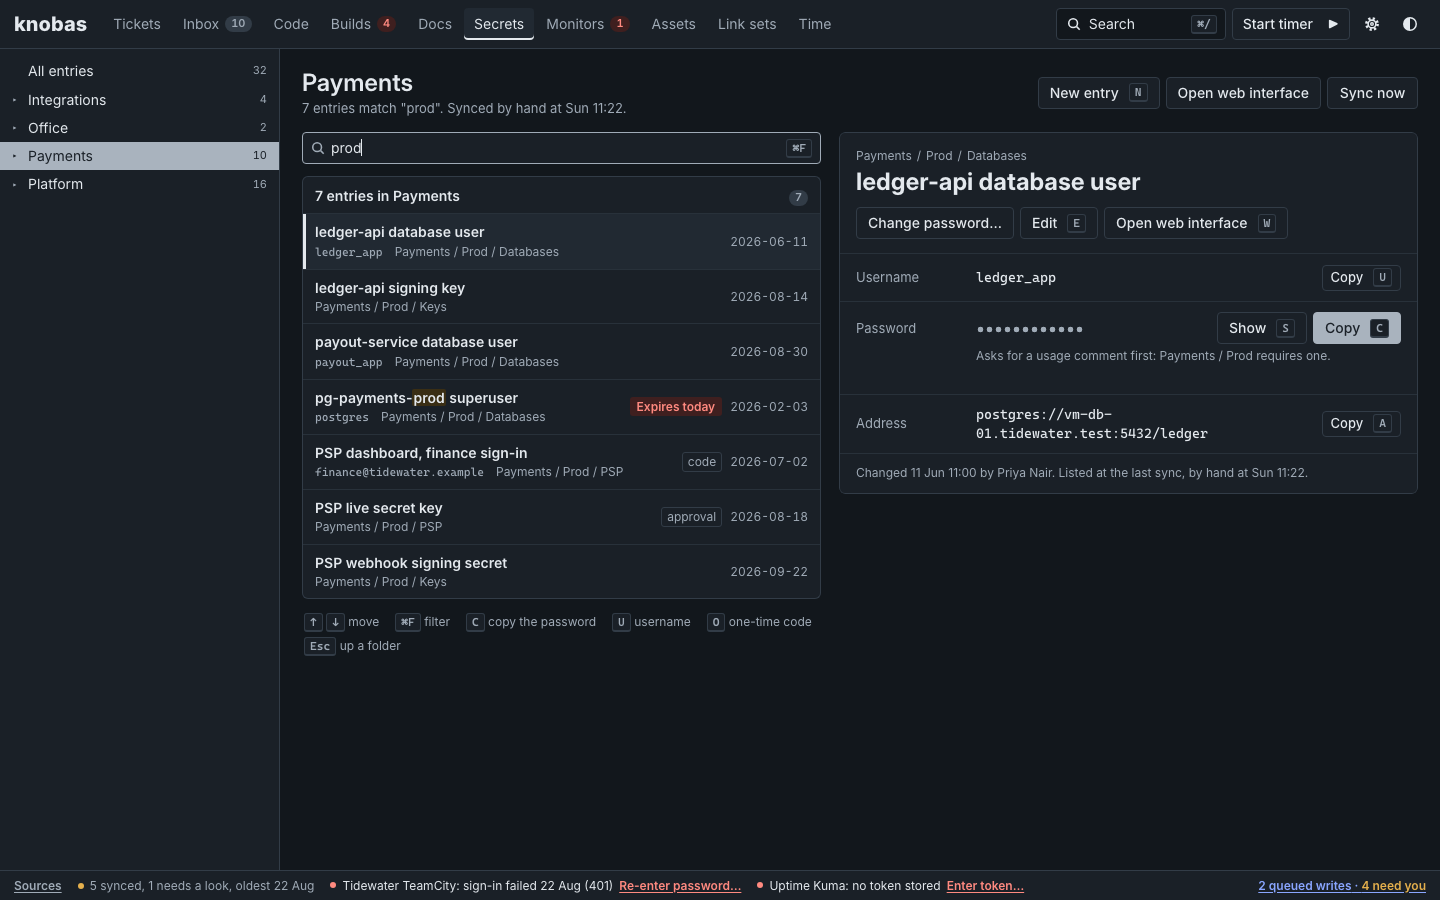 knobas Tickets Inbox 10 Code Builds 4 Docs Secrets Monitors 1 Assets Link sets Time Search ⌘/ Start timer
All entries 32
Integrations 4
Office 2
Payments 10
Platform 16
Payments
7 entries match "prod". Synced by hand at Sun 11:22.
New entry N Open web interface Sync now
prod ⌘F
7 entries in Payments 7
ledger-api database user
ledger_app Payments / Prod / Databases 2026-06-11
ledger-api signing key
Payments / Prod / Keys 2026-08-14
payout-service database user
payout_app Payments / Prod / Databases 2026-08-30
pg-payments-prod superuser
postgres Payments / Prod / Databases Expires today 2026-02-03
PSP dashboard, finance sign-in
finance@tidewater.example Payments / Prod / PSP code 2026-07-02
PSP live secret key
Payments / Prod / PSP approval 2026-08-18
PSP webhook signing secret
Payments / Prod / Keys 2026-09-22
↑ ↓ move ⌘F filter C copy the password U username O one-time code
Esc up a folder
Payments / Prod / Databases
ledger-api database user
Change password... Edit E Open web interface W
Username ledger_app Copy U
Password •••••••••••• Show S Copy C
Asks for a usage comment first: Payments / Prod requires one.
Address postgres://vm-db-
01.tidewater.test:5432/ledger Copy A
Changed 11 Jun 11:00 by Priya Nair. Listed at the last sync, by hand at Sun 11:22.
Sources 5 synced, 1 needs a look, oldest 22 Aug Tidewater TeamCity: sign-in failed 22 Aug (401) Re-enter password... Uptime Kuma: no token stored Enter token... 2 queued writes · 4 need you